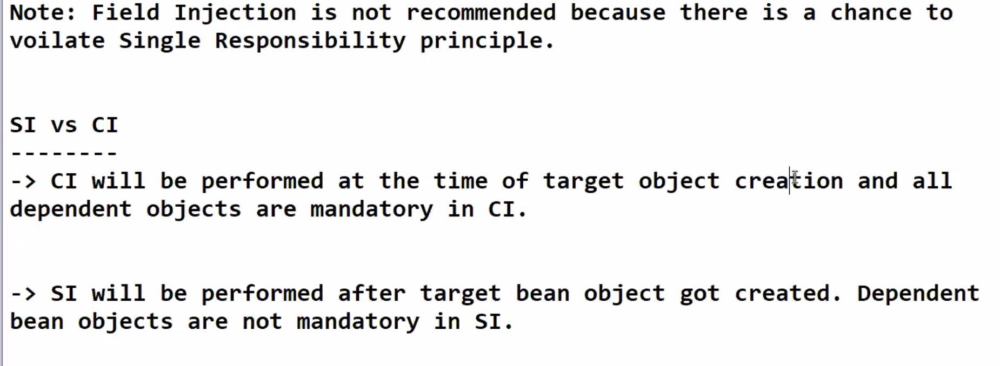 Note: Field Injection is not recommended because there is a chance to
voilate Single Responsibility principle.
SI vs CI
--------
-> CI will be performed at the time of target object creation and all
dependent objects are mandatory in CI.
-> SI will be performed after target bean object got created. Dependent
bean objects are not mandatory in SI.